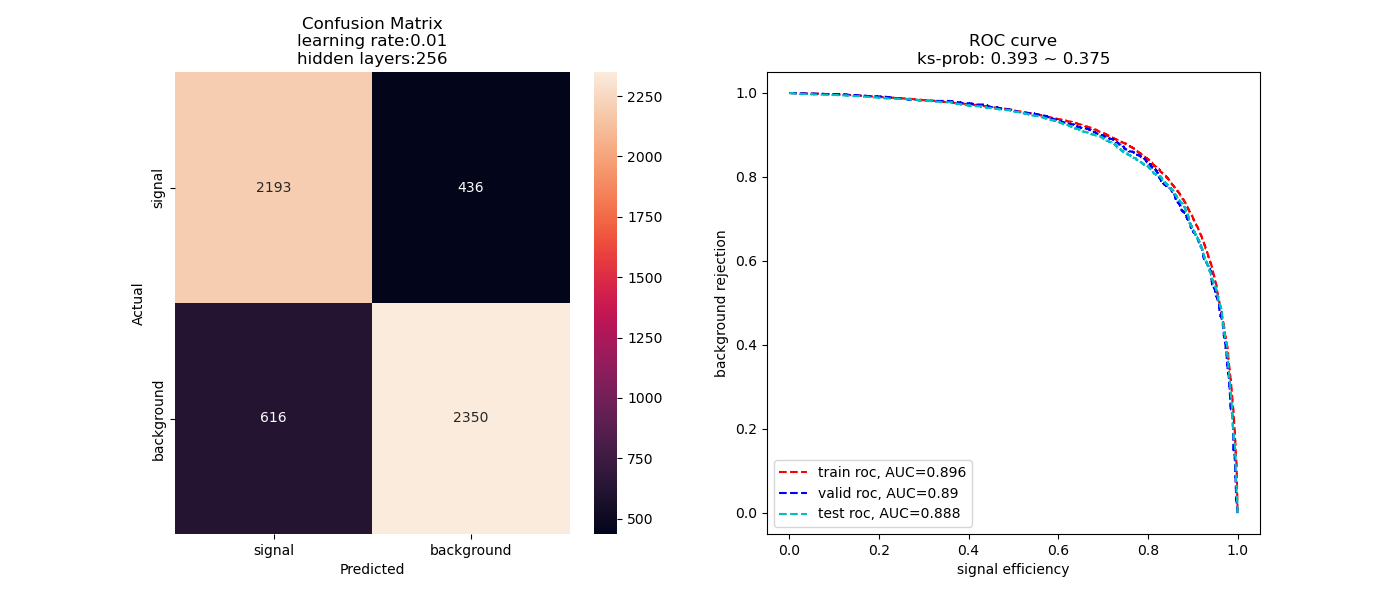 Confusion Matrix
learning rate:0.01
hidden layers:256
signal
background
Actual
2193
436
616
2350
signal
background
Predicted
2250
2000
1750
1500
1250
1000
750
500
ROC curve
ks-prob: 0.393 ~ 0.375
background rejection
1.0
0.8
0.6
0.4
0.2
0.0
train roc, AUC=0.896
valid roc, AUC=0.89
test roc, AUC=0.888
0.0
0.2
0.4
0.6
0.8
1.0
signal efficiency